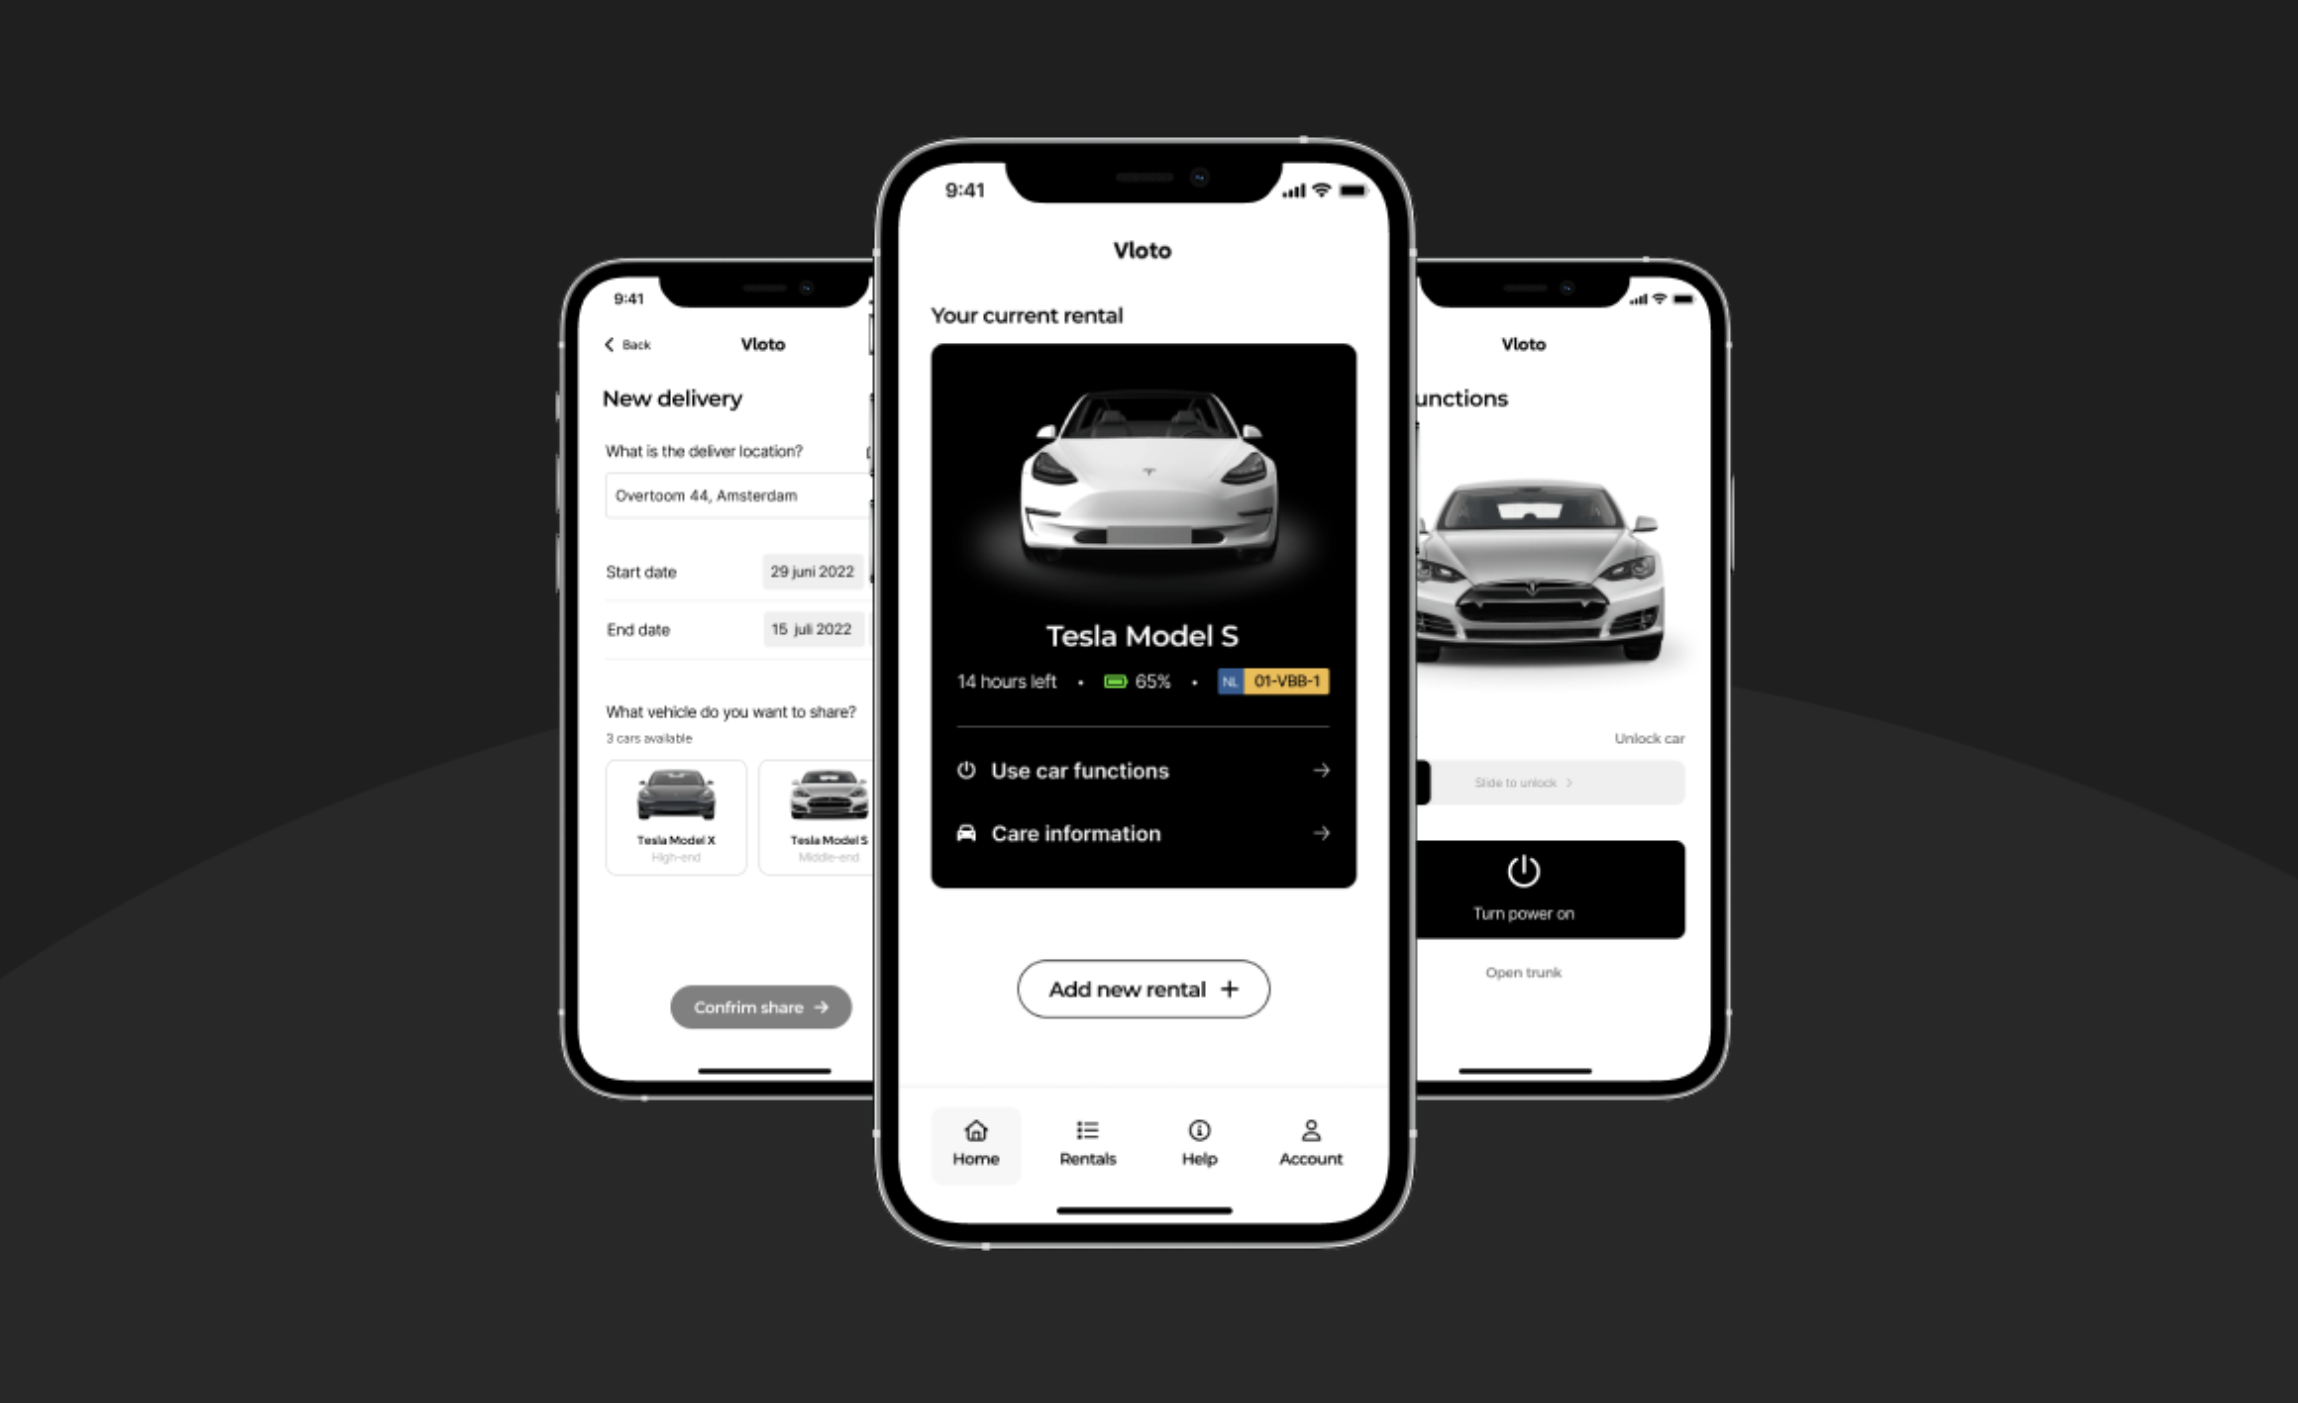 9:41
Back
Vloto
New delivery
What is the deliver location?
Overtoom 44, Amsterdam
Start date
29 juni 2022
End date
15 juli 2022
What vehicle do you want to share?
3 cars available
Tesla Model X
High-end
Tesla Model S
Middle-end
Confrim share
9:41
Vloto
Your current rental
Tesla Model S
14 hours left • 65% • NL 01-VBB-1
Use car functions
Care information
Add new rental +
Home
Rentals
Help
Account
Vloto
unctions
Unlock car
Slide to unlock
Turn power on
Open trunk